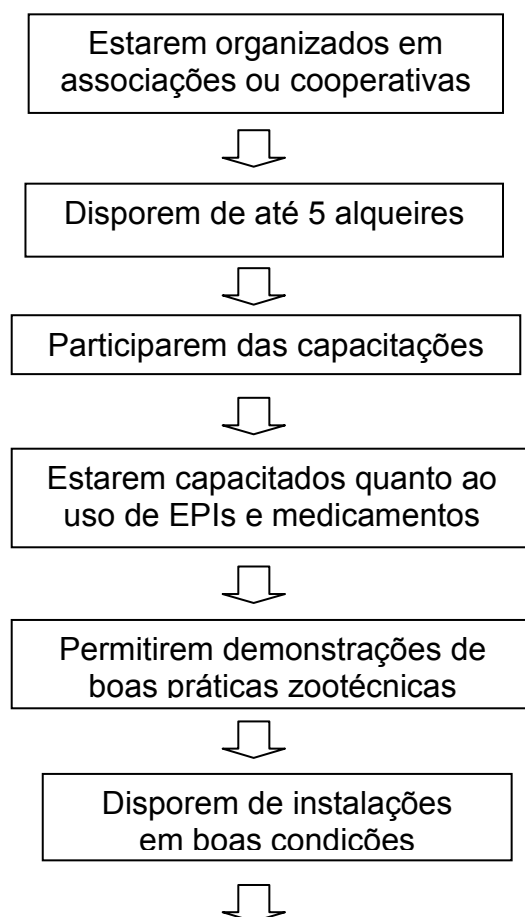 Estarem organizados em
associações ou cooperativas
Disporem de até 5 alqueires
Participarem das capacitações
Estarem capacitados quanto ao
uso de EPIs e medicamentos
Permitirem demonstrações de
boas práticas zootécnicas
Disporem de instalações
em boas condições